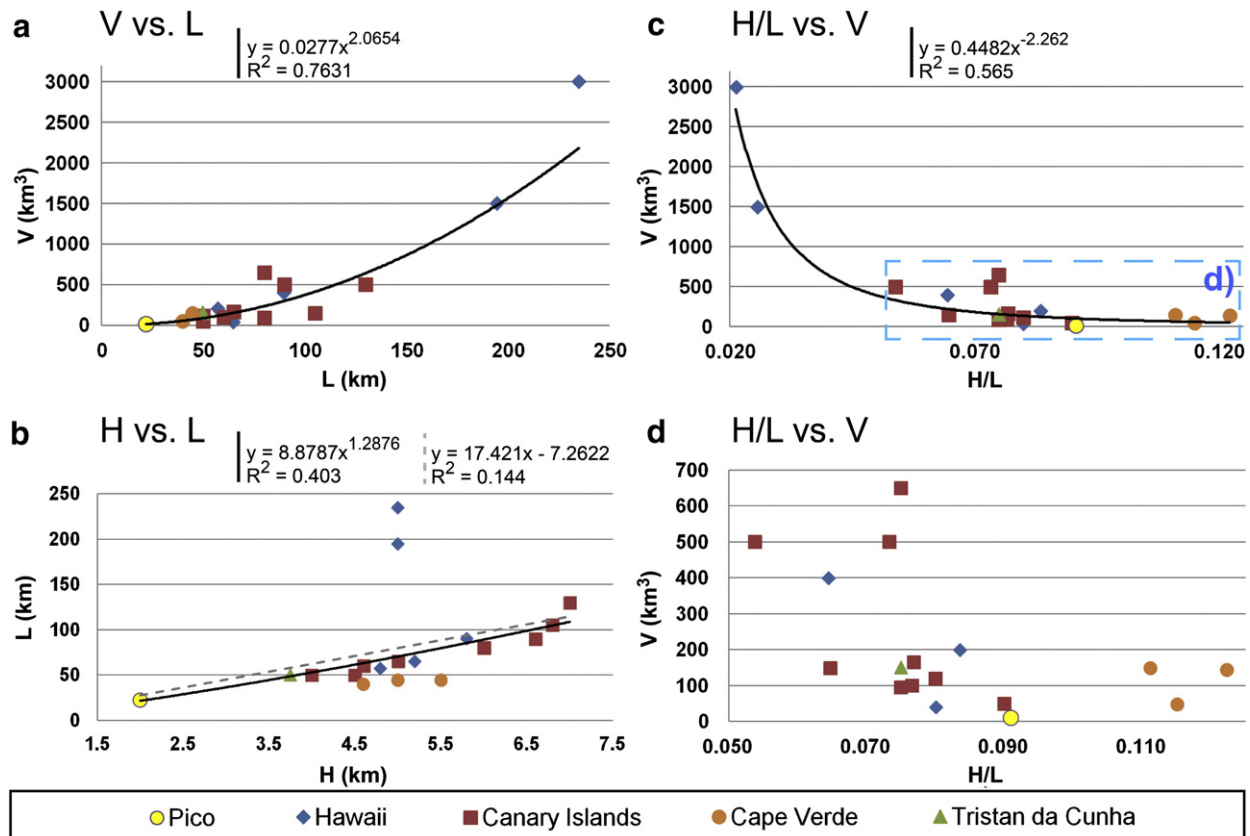 a V vs. L
y = 0.0277x^2.0654
R² = 0.7631
3000
2500
2000
1500
1000
500
0
V (km³)
0 50 100 150 200 250
L (km)
c H/L vs. V
y = 0.4482x^-2.262
R² = 0.565
3000
2500
2000
1500
1000
500
0
V (km³)
d)
0.020 0.070 0.120
H/L
b H vs. L
y = 8.8787x^1.2876
R² = 0.403
y = 17.421x - 7.2622
R² = 0.144
250
200
150
100
50
0
L (km)
1.5 2.5 3.5 4.5 5.5 6.5 7.5
H (km)
d H/L vs. V
700
600
500
400
300
200
100
0
V (km³)
0.050 0.070 0.090 0.110
H/L
Pico Hawaii Canary Islands Cape Verde Tristan da Cunha